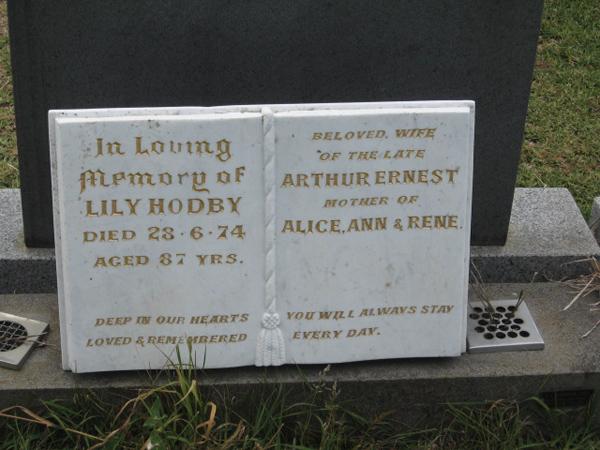 In Loving
Memory of
LILY HODBY
DIED 28·6·74
AGED 87 YRS.
DEEP IN OUR HEARTS
LOVED & REMEMBERED
BELOVED WIFE
OF THE LATE
ARTHUR ERNEST
MOTHER OF
ALICE, ANN & RENE.
YOU WILL ALWAYS STAY
EVERY DAY.